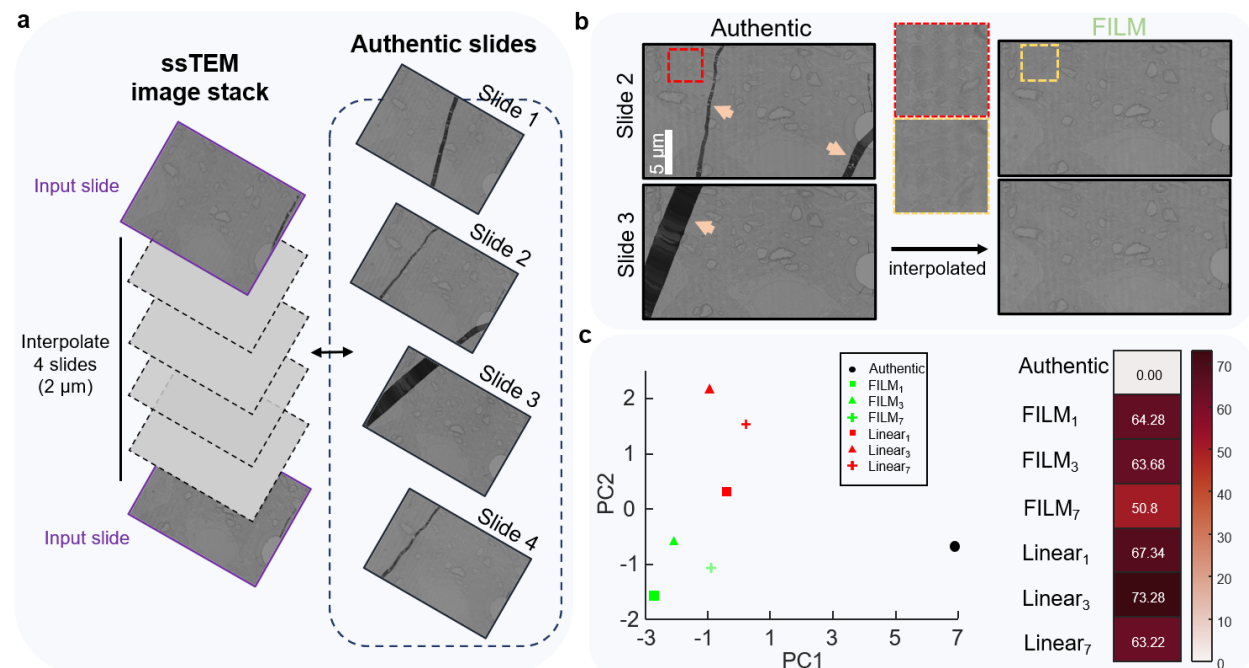 a
ssTEM
image stack
Authentic slides
Input slide
Interpolate
4 slides
(2 µm)
Input slide
Slide 1
Slide 2
Slide 3
Slide 4
b
Authentic
FILM
Slide 2
5 µm
Slide 3
interpolated
c
PC2
2
1
0
-1
-2
-3
-1
1
3
5
7
PC1
Authentic
FILM₁
FILM₃
FILM₇
Linear₁
Linear₃
Linear₇
Authentic 0.00
FILM₁ 64.28
FILM₃ 63.68
FILM₇ 50.8
Linear₁ 67.34
Linear₃ 73.28
Linear₇ 63.22
70
60
50
40
30
20
10
0